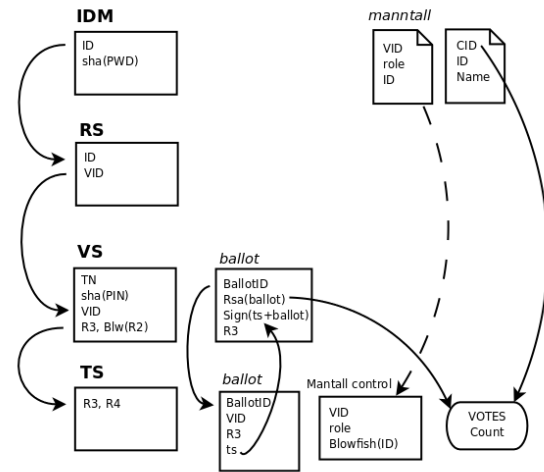 IDM
ID
sha(PWD)
RS
ID
VID
VS
TN
sha(PIN)
VID
R3, Blw(R2)
TS
R3, R4
ballot
BallotID
Rsa(ballot)
Sign(ts+ballot)
R3
ballot
BallotID
VID
R3
ts
manntall
VID
role
ID
CID
ID
Name
Mantall control
VID
role
Blowfish(ID)
VOTES
Count